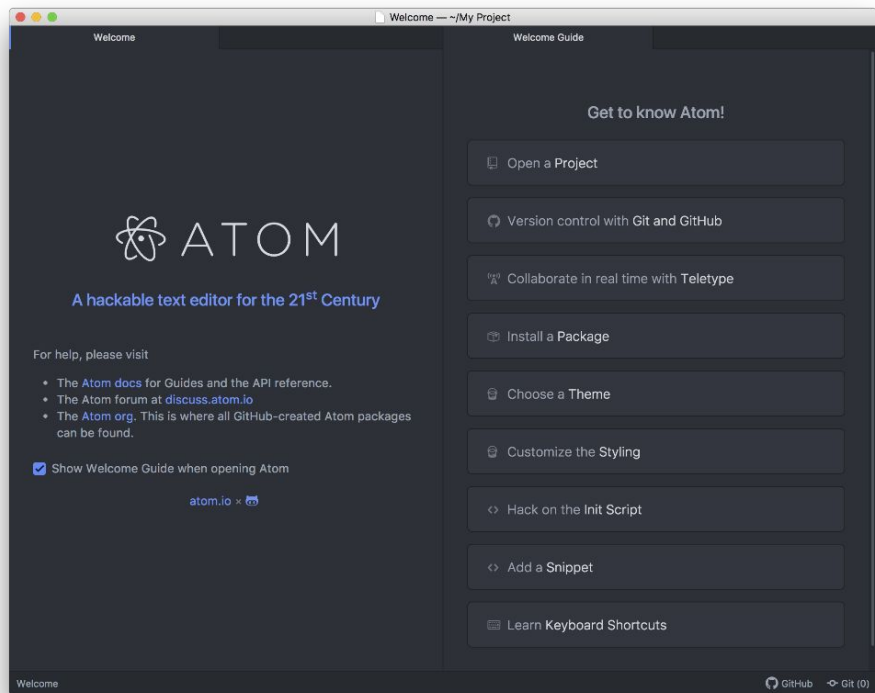 Welcome — ~/My Project
Welcome
Welcome Guide
ATOM
A hackable text editor for the 21st Century
For help, please visit
• The Atom docs for Guides and the API reference.
• The Atom forum at discuss.atom.io
• The Atom org. This is where all GitHub-created Atom packages
can be found.
Show Welcome Guide when opening Atom
atom.io ×
Get to know Atom!
Open a Project
Version control with Git and GitHub
Collaborate in real time with Teletype
Install a Package
Choose a Theme
Customize the Styling
Hack on the Init Script
Add a Snippet
Learn Keyboard Shortcuts
Welcome
GitHub
Git (0)